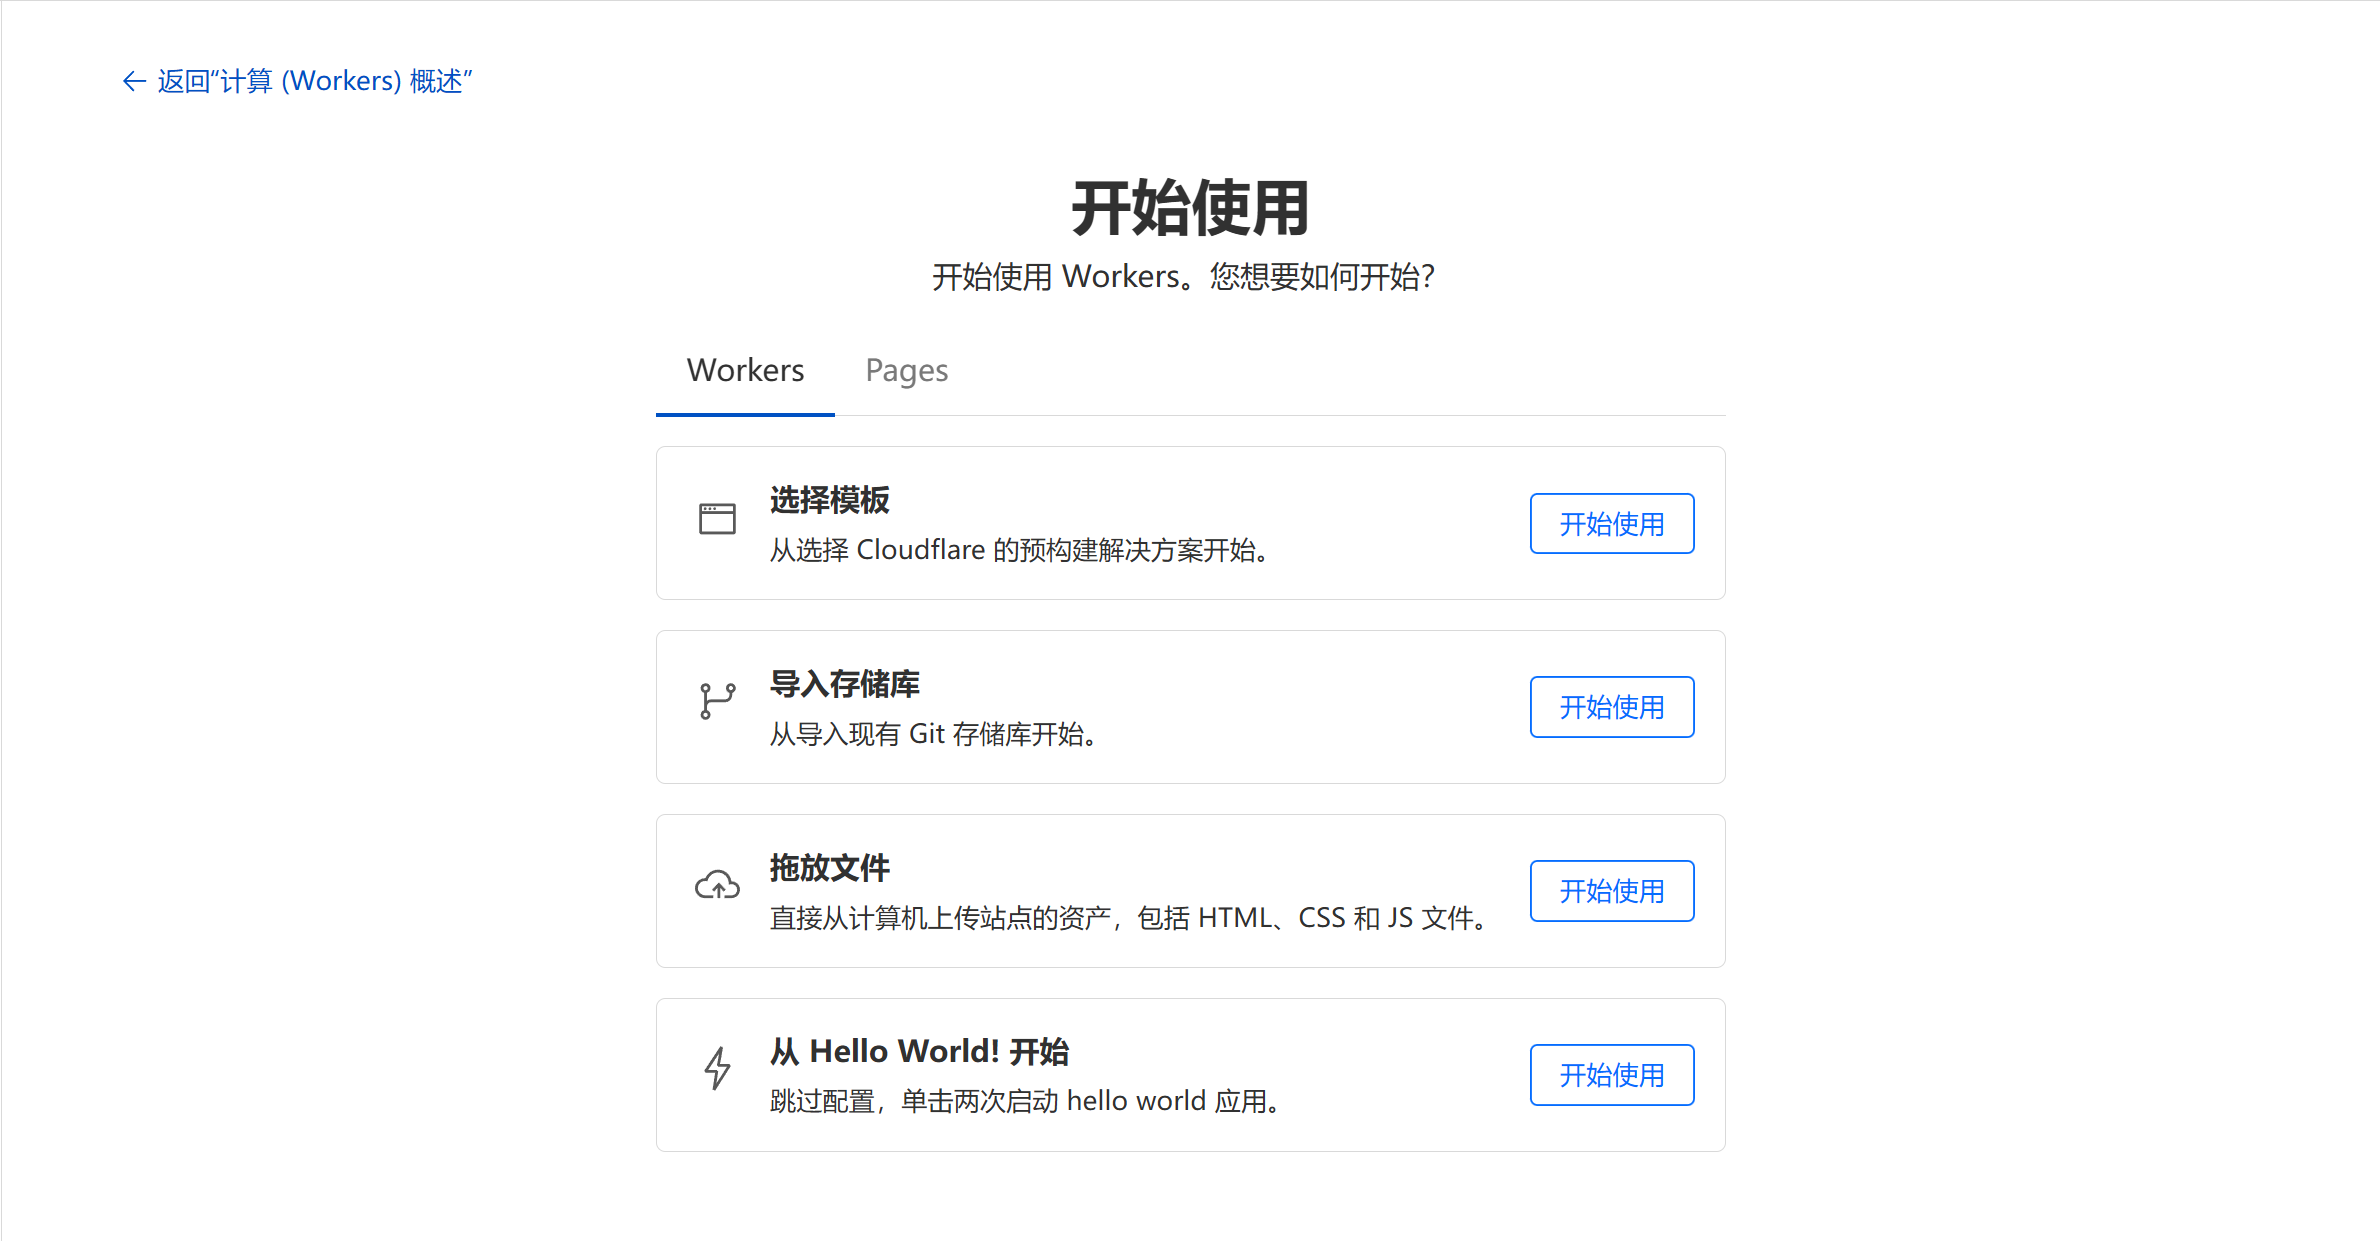 ← 返回“计算 (Workers) 概述”
开始使用
开始使用 Workers。您想要如何开始？
Workers Pages
选择模板
从选择 Cloudflare 的预构建解决方案开始。
开始使用
导入存储库
从导入现有 Git 存储库开始。
开始使用
拖放文件
直接从计算机上传站点的资产，包括 HTML、CSS 和 JS 文件。
开始使用
从 Hello World! 开始
跳过配置，单击两次启动 hello world 应用。
开始使用